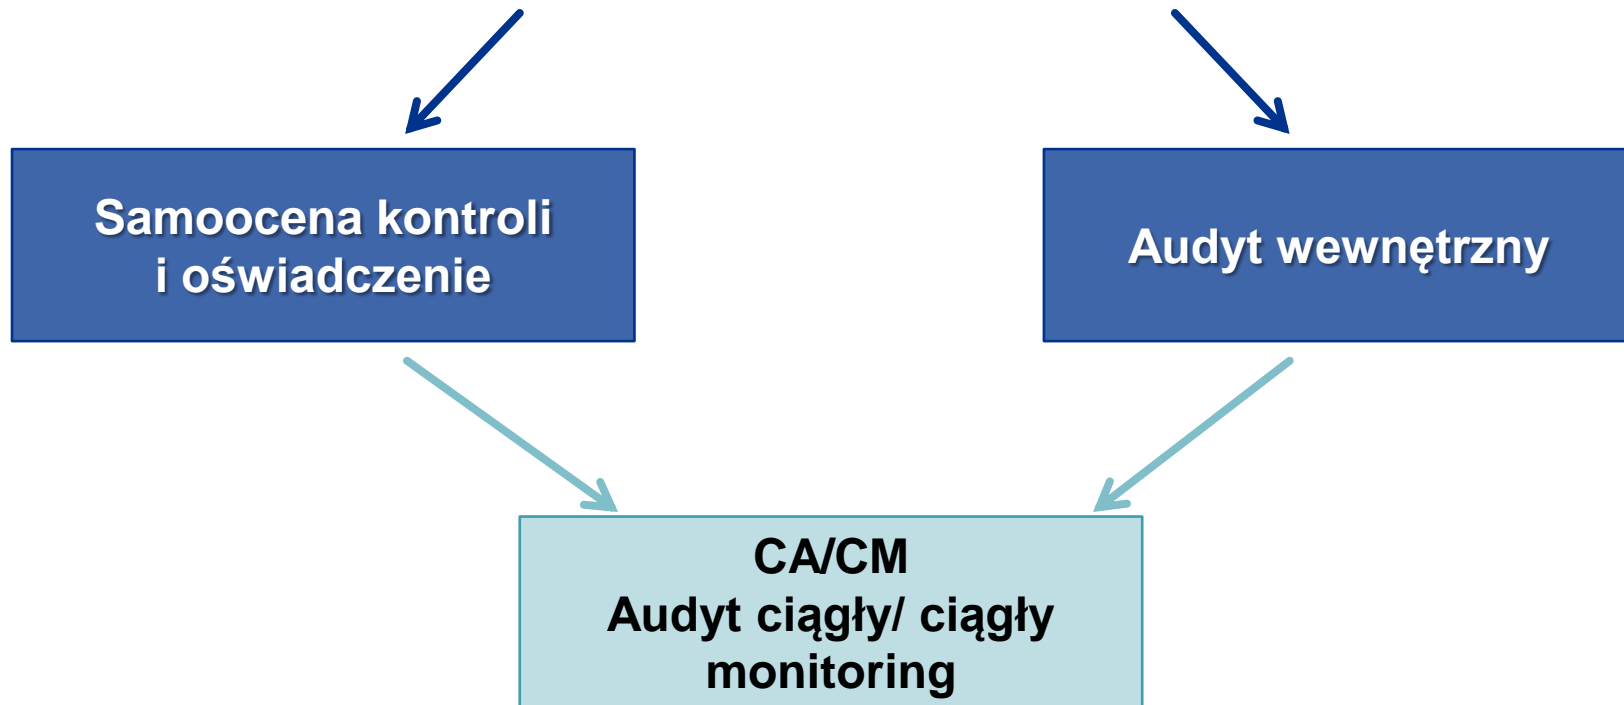 Samoocena kontroli
i oświadczenie
Audyt wewnętrzny
CA/CM
Audyt ciągły/ ciągły
monitoring